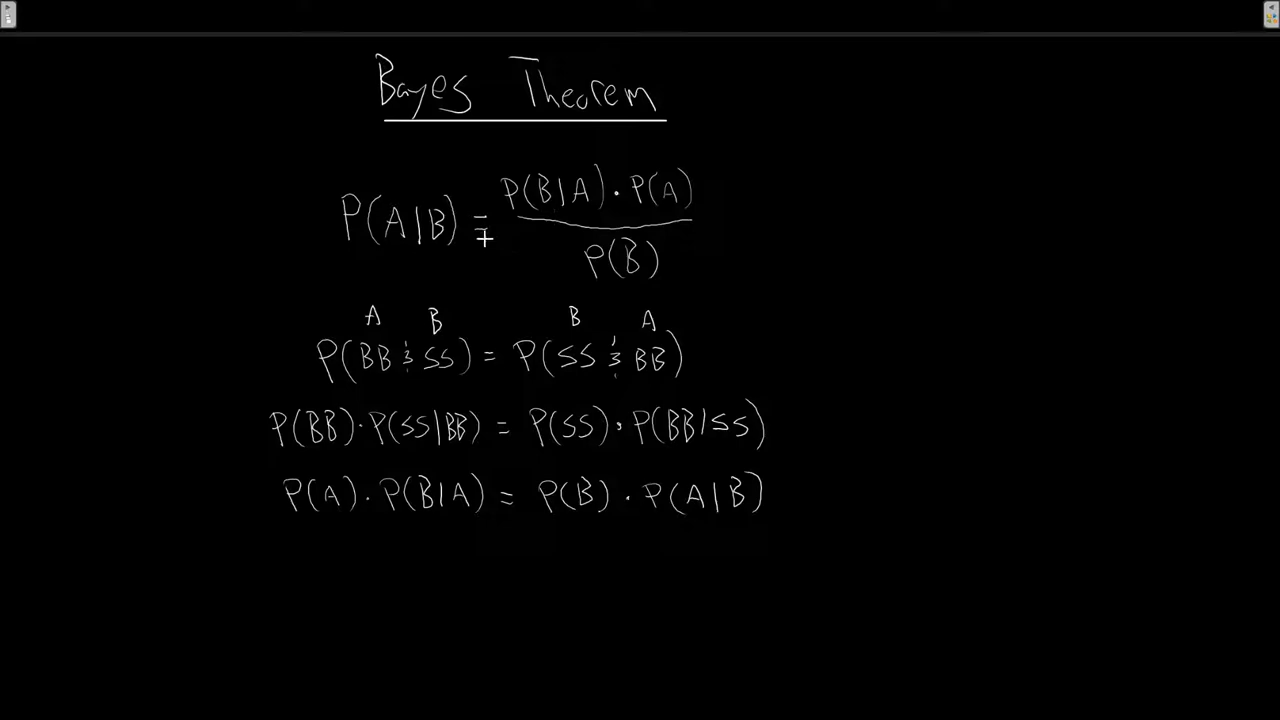 Bayes Theorem
P(A|B) = P(B|A) · P(A) / P(B)
A B B A
P(BB & SS) = P(SS & BB)
P(BB) · P(SS|BB) = P(SS) · P(BB|SS)
P(A) · P(B|A) = P(B) · P(A|B)